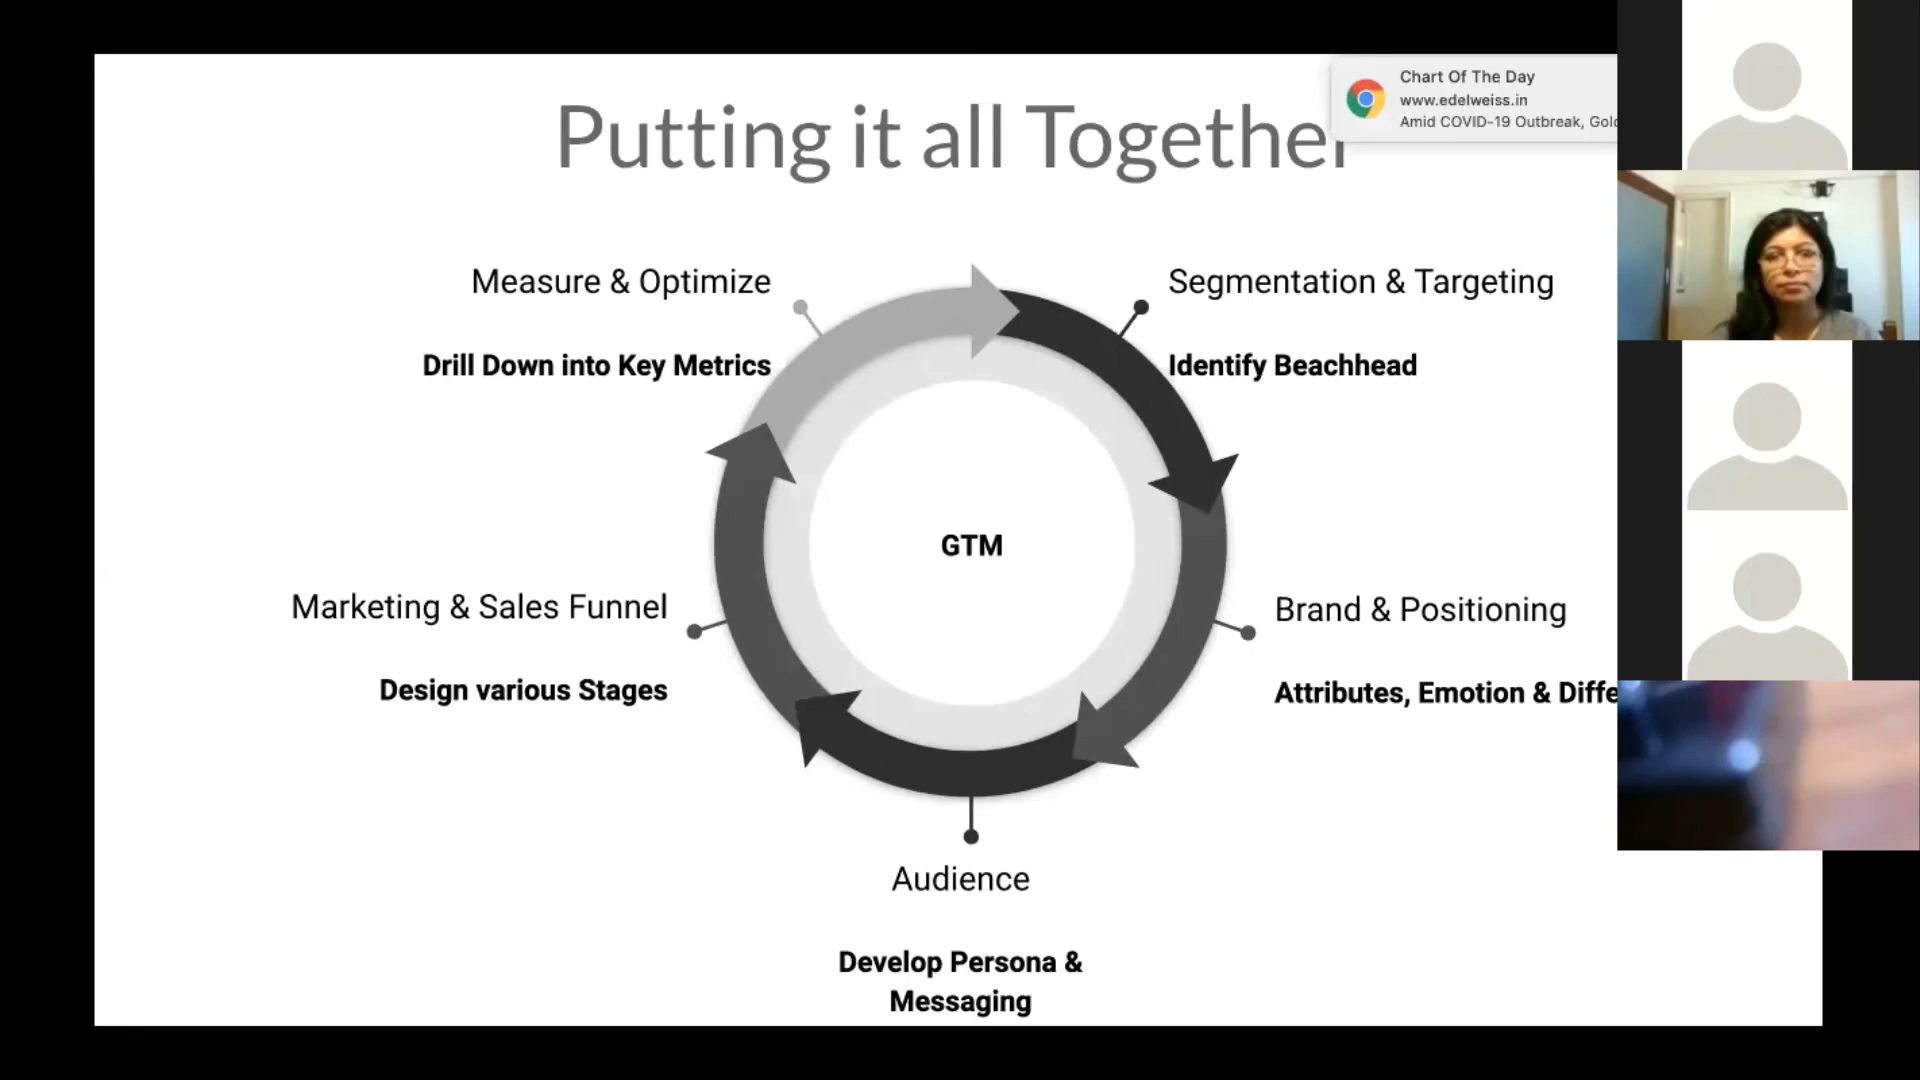 Chart Of The Day
www.edelweiss.in
Amid COVID-19 Outbreak,
Putting it all Together
Measure & Optimize
Drill Down into Key Metrics
Segmentation & Targeting
Identify Beachhead
GTM
Marketing & Sales Funnel
Design various Stages
Brand & Positioning
Attributes, Emotion &
Audience
Develop Persona &
Messaging